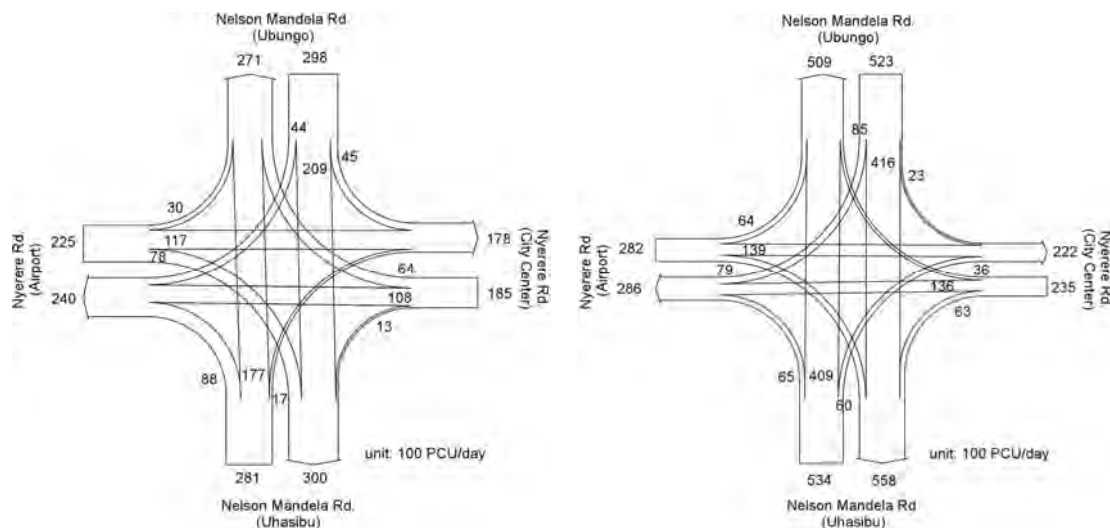 Nelson Mandela Rd.
(Ubungo)
271 298
44
209
45
30
225
117
78
178
64
240
108
185
13
88
177
17
Nyerere Rd.
(Airport)
Nyerere Rd.
(City Center)
unit: 100 PCU/day
281 300
Nelson Mandela Rd.
(Uhasibu)
Nelson Mandela Rd.
(Ubungo)
509 523
85
416
23
64
282
139
79
222
36
286
136
235
63
65
409
60
Nyerere Rd.
(Airport)
Nyerere Rd.
(City Center)
unit: 100 PCU/day
534 558
Nelson Mandela Rd.
(Uhasibu)